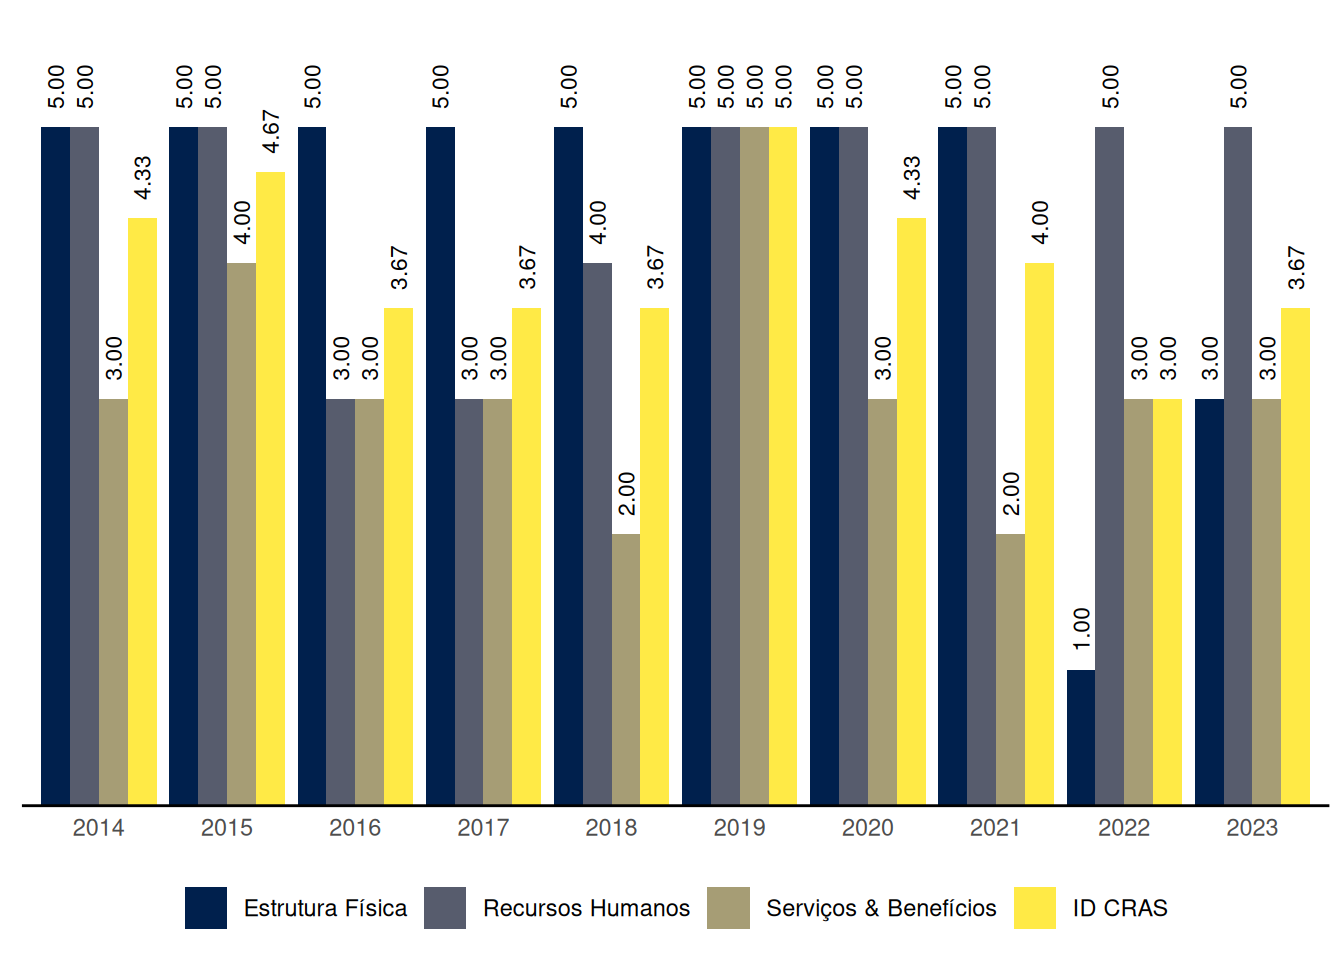 5.00 5.00 3.00 4.33
5.00 5.00 4.00 4.67
5.00 3.00 3.00 3.67
5.00 3.00 3.00 3.67
5.00 4.00 2.00 3.67
5.00 5.00 5.00 5.00
5.00 5.00 3.00 4.33
5.00 5.00 2.00 4.00
1.00 5.00 3.00 3.00
3.00 5.00 3.00 3.67
2014 2015 2016 2017 2018 2019 2020 2021 2022 2023
Estrutura Física Recursos Humanos Serviços & Benefícios ID CRAS